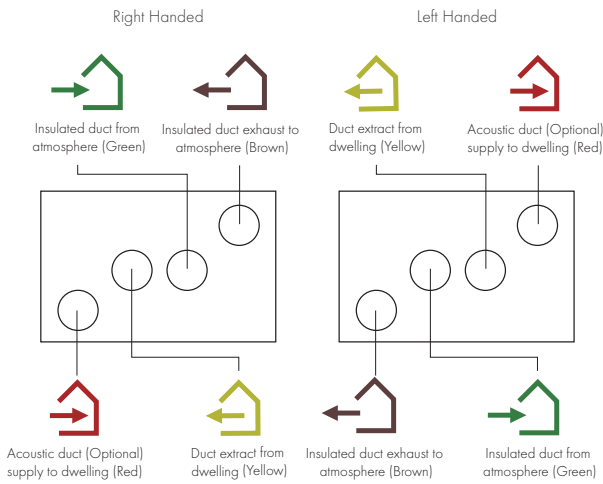 Right Handed
Left Handed
Insulated duct from
atmosphere (Green)
Insulated duct exhaust to
atmosphere (Brown)
Duct extract from
dwelling (Yellow)
Acoustic duct (Optional)
supply to dwelling (Red)
Acoustic duct (Optional)
supply to dwelling (Red)
Duct extract from
dwelling (Yellow)
Insulated duct exhaust to
atmosphere (Brown)
Insulated duct from
atmosphere (Green)